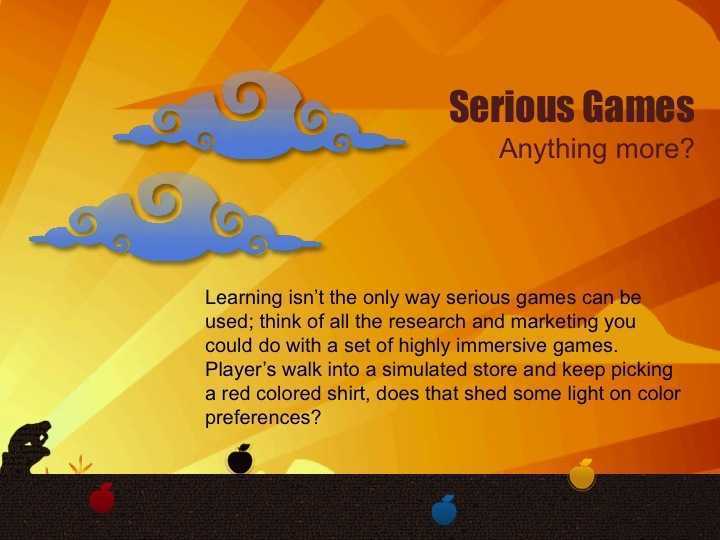 Serious Games
Anything more?
Learning isn’t the only way serious games can be
used; think of all the research and marketing you
could do with a set of highly immersive games.
Player’s walk into a simulated store and keep picking
a red colored shirt, does that shed some light on color
preferences?